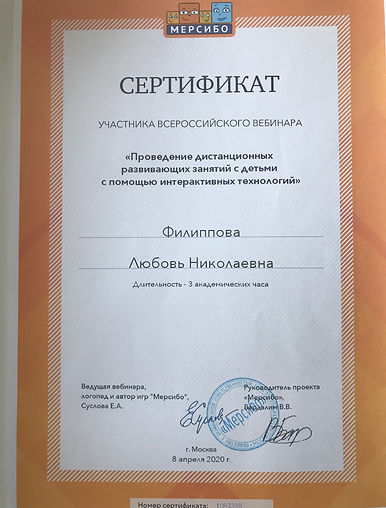 МЕРСИБО
СЕРТИФИКАТ
УЧАСТНИКА ВСЕРОССИЙСКОГО ВЕБИНАРА
«Проведение дистанционных
развивающих занятий с детьми
с помощью интерактивных технологий»
Филиппова
Любовь Николаевна
Длительность - 3 академических часа
Ведущая вебинара,
логопед и автор игр "Мерсибо",
Суслова Е.А.
Руководитель проекта
«Мерсибо»,
В.В.
«Мерсибо»
г. Москва
8 апреля 2020 г.
Номер сертификата: